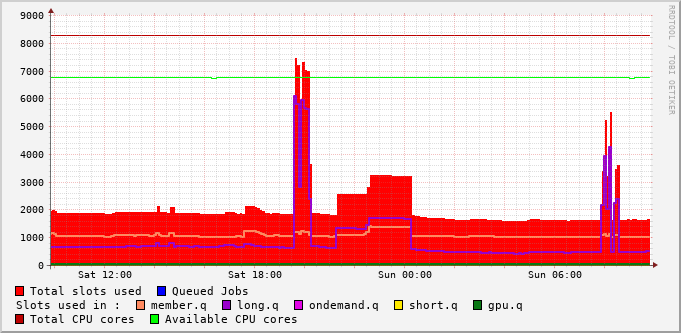 9000
8000
7000
6000
5000
4000
3000
2000
1000
0
Sat 12:00 Sat 18:00 Sun 00:00 Sun 06:00
RRDTOOL / TOBI OETIKER
Total slots used Queued Jobs
Slots used in : member.q long.q ondemand.q short.q gpu.q
Total CPU cores Available CPU cores